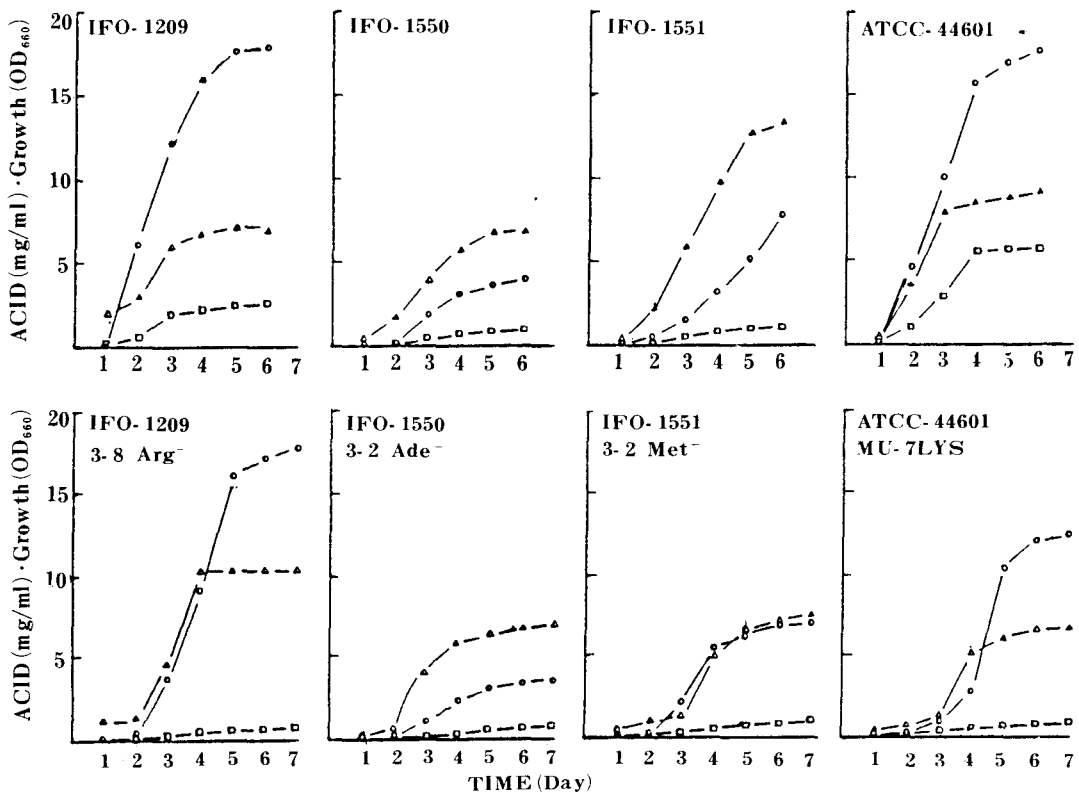 ACID (mg/ml) · Growth (OD660)
20
15
10
5
IFO-1209
1 2 3 4 5 6 7
IFO-1550
1 2 3 4 5 6
IFO-1551
1 2 3 4 5 6
ATCC-44601
1 2 3 4 5 6 7
ACID (mg/ml) · Growth (OD660)
20
15
10
5
IFO-1209
3-8 Arg⁻
1 2 3 4 5 6 7
IFO-1550
3-2 Ade⁻
1 2 3 4 5 6 7
IFO-1551
3-2 Met⁻
1 2 3 4 5 6 7
ATCC-44601
MU-7LYS
1 2 3 4 5 6 7
TIME (Day)